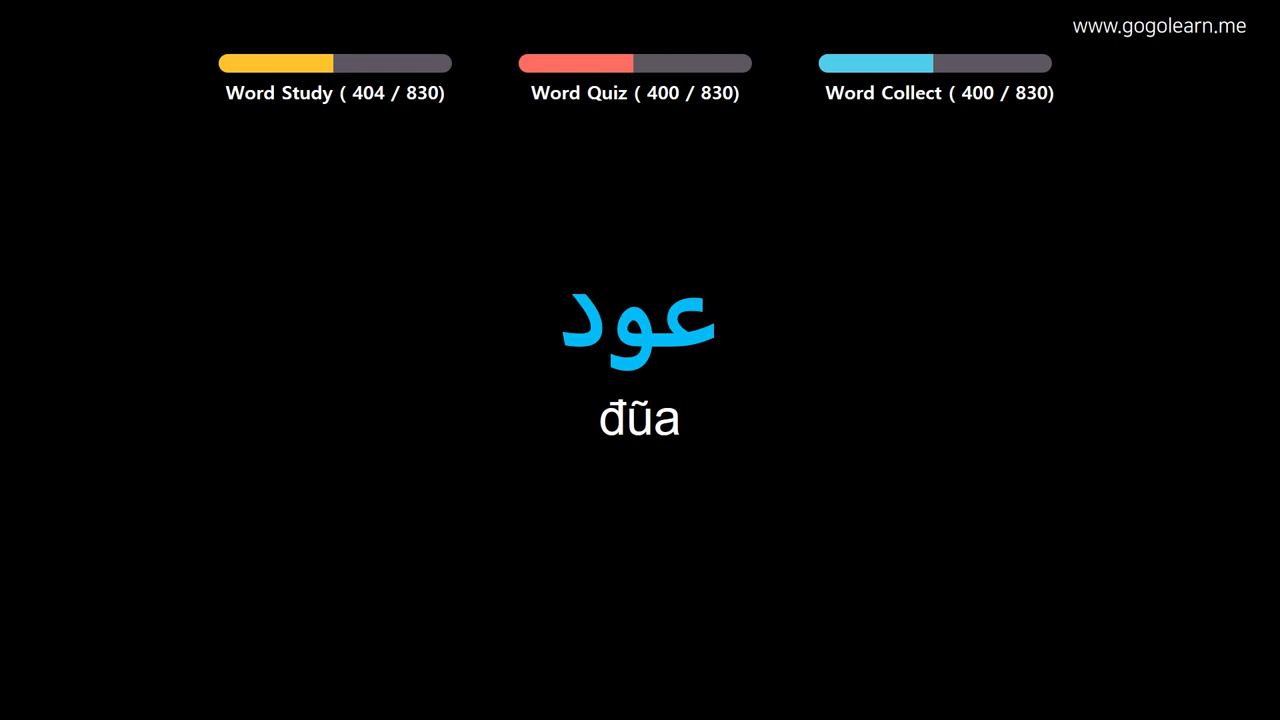 www.gogolearn.me
Word Study ( 404 / 830)
Word Quiz ( 400 / 830)
Word Collect ( 400 / 830)
عود
đũa